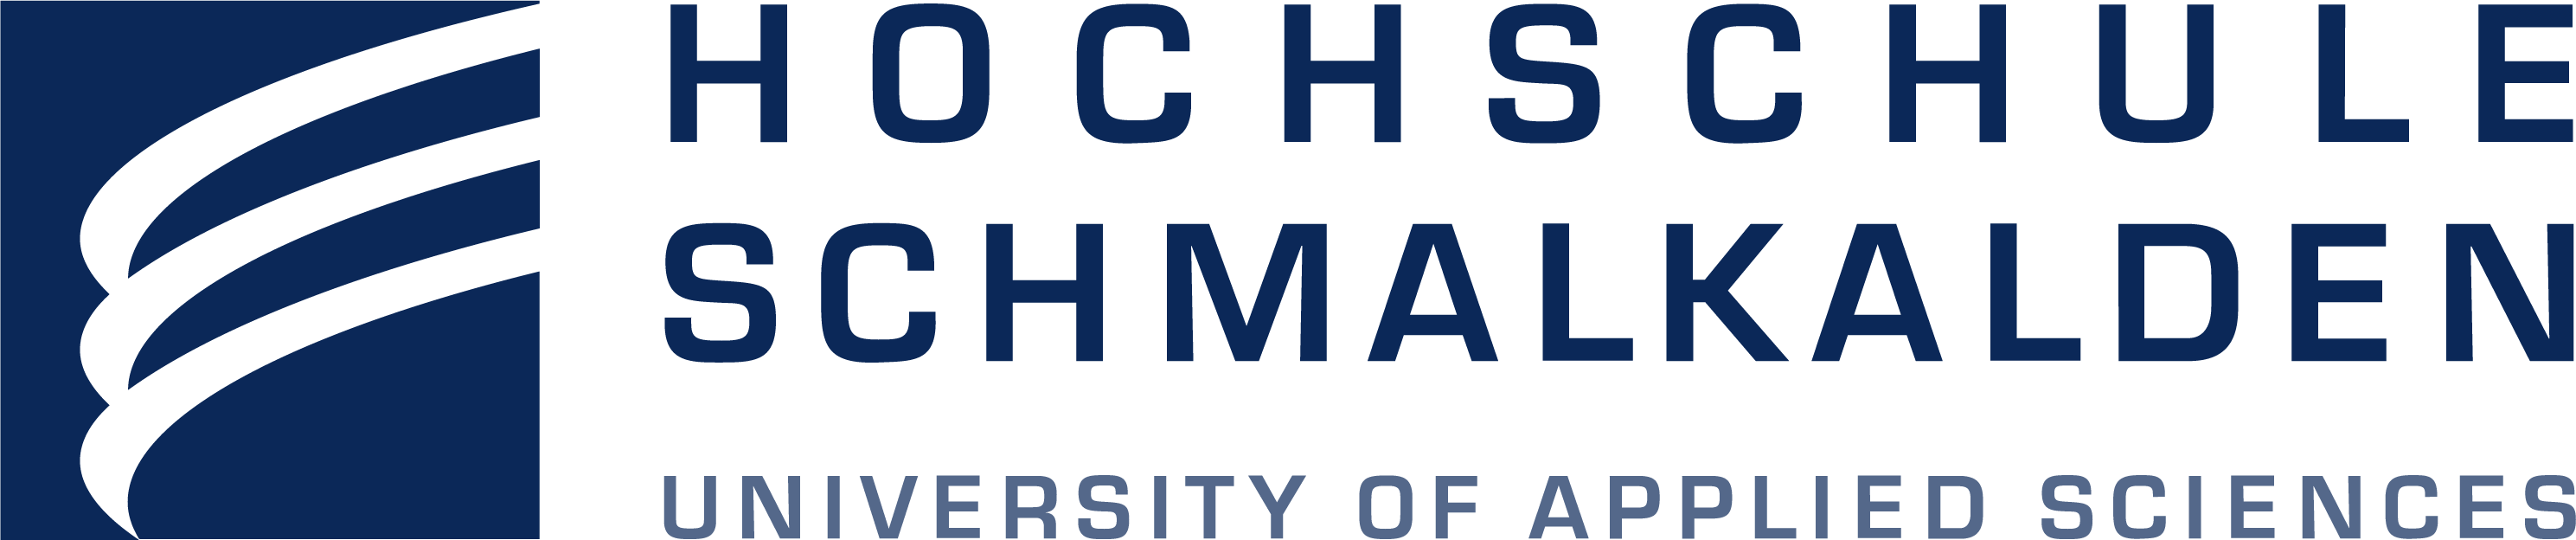 HOCHSCHULE
SCHMALKALDEN
UNIVERSITY OF APPLIED SCIENCES